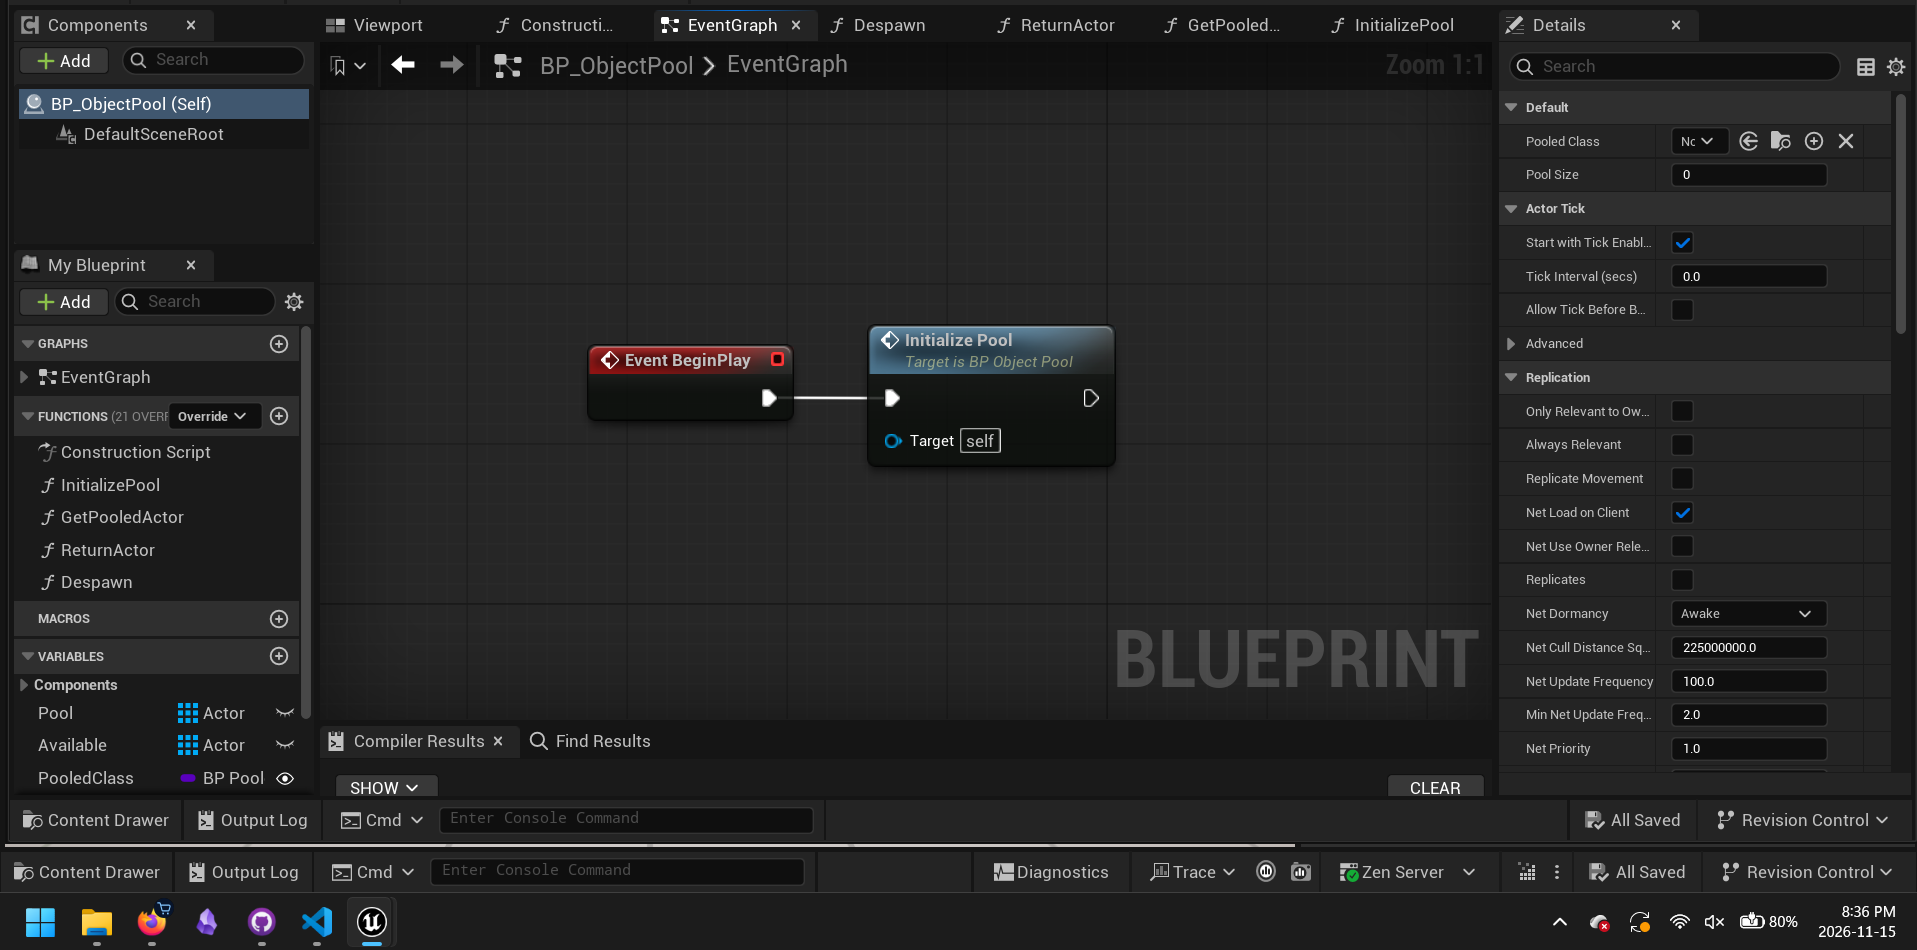 Components
Add
Search
BP_ObjectPool (Self)
DefaultSceneRoot
My Blueprint
Add
Search
GRAPHS
EventGraph
FUNCTIONS (21 OVERR
Override
Construction Script
InitializePool
GetPooledActor
ReturnActor
Despawn
MACROS
VARIABLES
Components
Pool Actor
Available Actor
PooledClass BP Pool
Viewport
Constructi...
EventGraph
Despawn
ReturnActor
GetPooled...
InitializePool
BP_ObjectPool > EventGraph
Zoom 1:1
Event BeginPlay
Initialize Pool
Target is BP Object Pool
Target self
BLUEPRINT
Compiler Results
Find Results
SHOW
CLEAR
Details
Search
Default
Pooled Class Nc
Pool Size 0
Actor Tick
Start with Tick Enabl...
Tick Interval (secs) 0.0
Allow Tick Before B...
Advanced
Replication
Only Relevant to Ow...
Always Relevant
Replicate Movement
Net Load on Client
Net Use Owner Rele...
Replicates
Net Dormancy Awake
Net Cull Distance Sq... 225000000.0
Net Update Frequency 100.0
Min Net Update Freq... 2.0
Net Priority 1.0
Content Drawer
Output Log
Cmd
Enter Console Command
All Saved
Revision Control
Content Drawer
Output Log
Cmd
Enter Console Command
Diagnostics
Trace
Zen Server
All Saved
Revision Control
80%
8:36 PM
2026-11-15